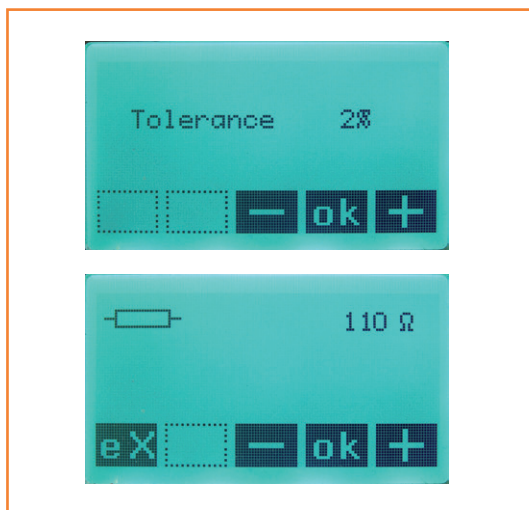 Tolerance 2%
− ok +
110 Ω
eX − ok +